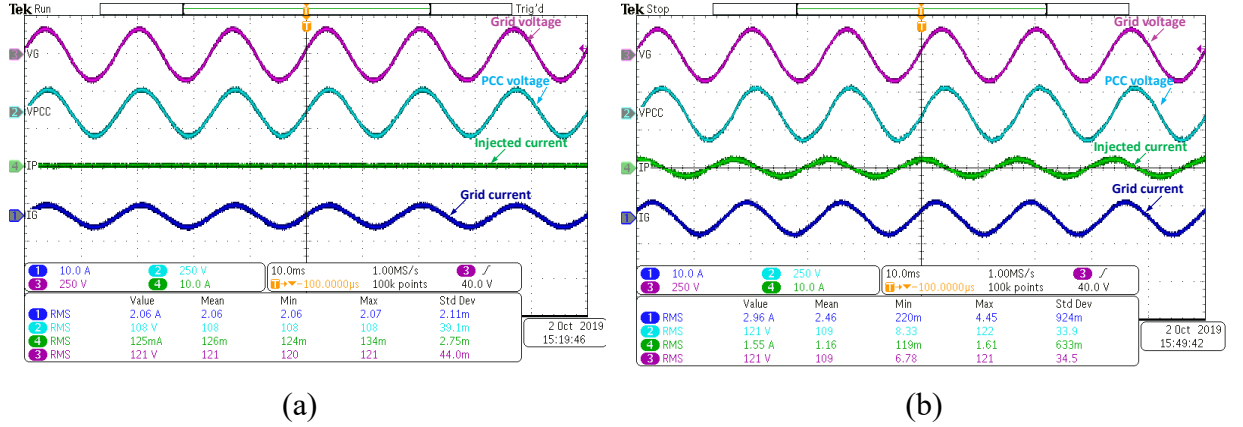 Tek Run Trig'd
T
Grid voltage
3 VG
PCC voltage
2 VPCC
Injected current
4 IP
Grid current
1 IG
1 10.0 A 2 250 V
3 250 V 4 10.0 A
10.0ms 1.00MS/s 3
T→▼-100.0000µs 100k points 40.0 V
Value Mean Min Max Std Dev
1 RMS 2.06 A 2.06 2.06 2.07 2.11m
2 RMS 108 V 108 108 108 39.1m
4 RMS 125mA 126m 124m 134m 2.75m
3 RMS 121 V 121 120 121 44.0m
2 Oct 2019
15:19:46
(a)
Tek Stop
T
Grid voltage
3 VG
PCC voltage
2 VPCC
Injected current
4 IP
Grid current
1 IG
1 10.0 A 2 250 V
3 250 V 4 10.0 A
10.0ms 1.00MS/s 3
T→▼-100.0000µs 100k points 40.0 V
Value Mean Min Max Std Dev
1 RMS 2.96 A 2.46 220m 4.45 924m
2 RMS 121 V 109 8.33 122 33.9
4 RMS 1.55 A 1.16 119m 1.61 633m
3 RMS 121 V 109 6.78 121 34.5
2 Oct 2019
15:49:42
(b)